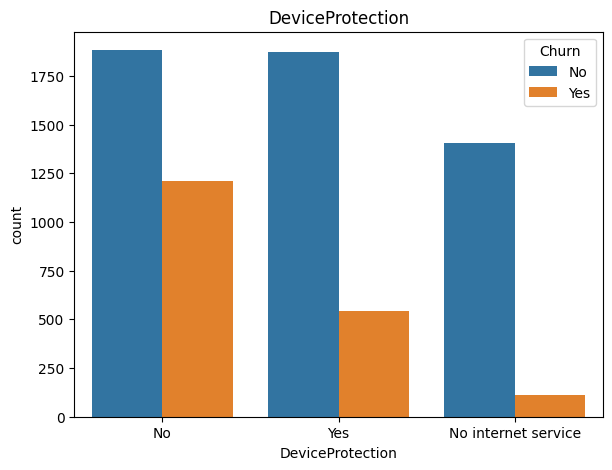 DeviceProtection
Churn
No
Yes
1750
1500
1250
1000
750
500
250
0
count
No
Yes
No internet service
DeviceProtection